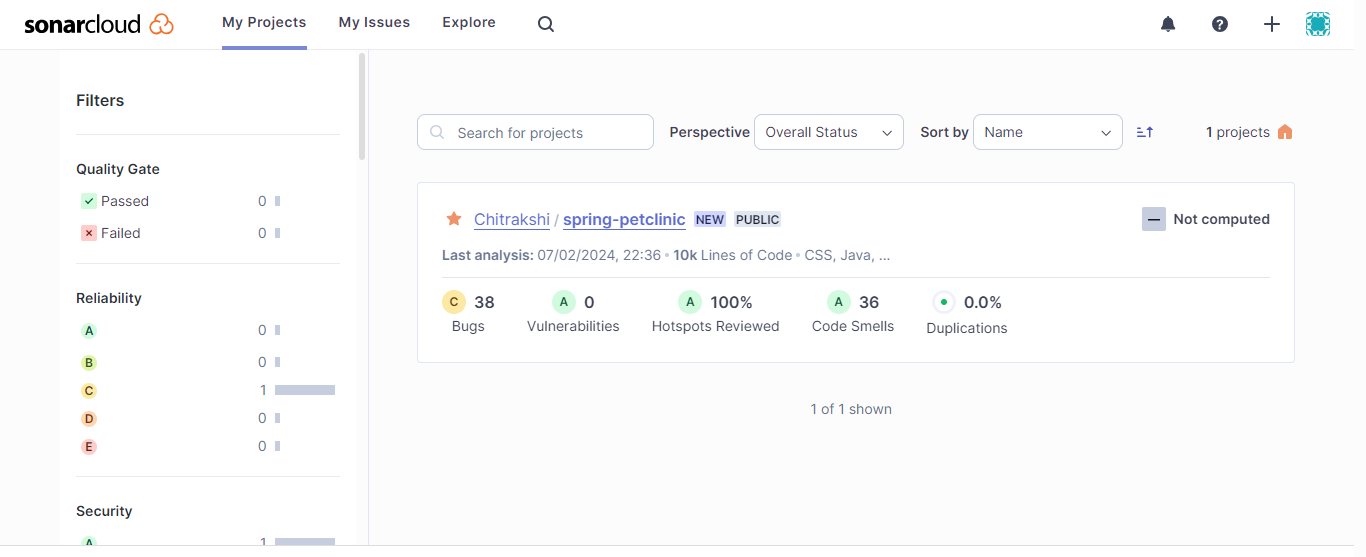 sonarcloud My Projects My Issues Explore
Filters
Quality Gate
Passed 0
Failed 0
Reliability
A 0
B 0
C 1
D 0
E 0
Security
A 1
Search for projects Perspective Overall Status Sort by Name 1 projects
Chitrakshi / spring-petclinic NEW PUBLIC Not computed
Last analysis: 07/02/2024, 22:36 • 10k Lines of Code • CSS, Java, ...
C 38 A 0 A 100% A 36 0.0%
Bugs Vulnerabilities Hotspots Reviewed Code Smells Duplications
1 of 1 shown